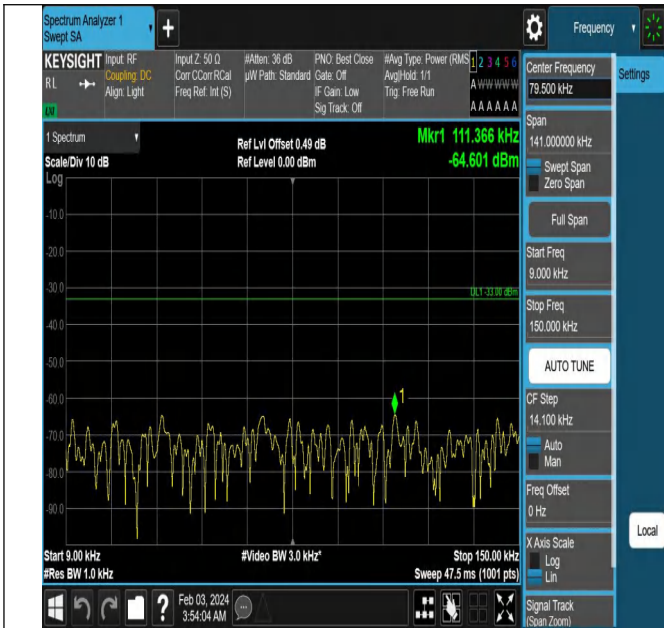 Spectrum Analyzer 1
Swept SA
Frequency
KEYSIGHT
RL
LXI
Input: RF
Coupling: DC
Align: Light
Input Z: 50 Ω
Corr CCorr RCal
Freq Ref: Int (S)
#Atten: 36 dB
µW Path: Standard
PNO: Best Close
Gate: Off
IF Gain: Low
Sig Track: Off
#Avg Type: Power (RMS
Avg|Hold: 1/1
Trig: Free Run
1 2 3 4 5 6
A W W W W W
A A A A A A
1 Spectrum
Scale/Div 10 dB
Ref Lvl Offset 0.49 dB
Ref Level 0.00 dBm
Mkr1 111.366 kHz
-64.601 dBm
Log
-10.0
-20.0
-30.0
DL1 -33.00 dBm
-40.0
-50.0
-60.0
1
-70.0
-80.0
-90.0
Start 9.00 kHz
#Video BW 3.0 kHz*
Stop 150.00 kHz
#Res BW 1.0 kHz
Sweep 47.5 ms (1001 pts)
Feb 03, 2024
3:54:04 AM
Center Frequency
79.500 kHz
Settings
Span
141.000000 kHz
Swept Span
Zero Span
Full Span
Start Freq
9.000 kHz
Stop Freq
150.000 kHz
AUTO TUNE
CF Step
14.100 kHz
Auto
Man
Freq Offset
0 Hz
Local
X Axis Scale
Log
Lin
Signal Track
(Span Zoom)